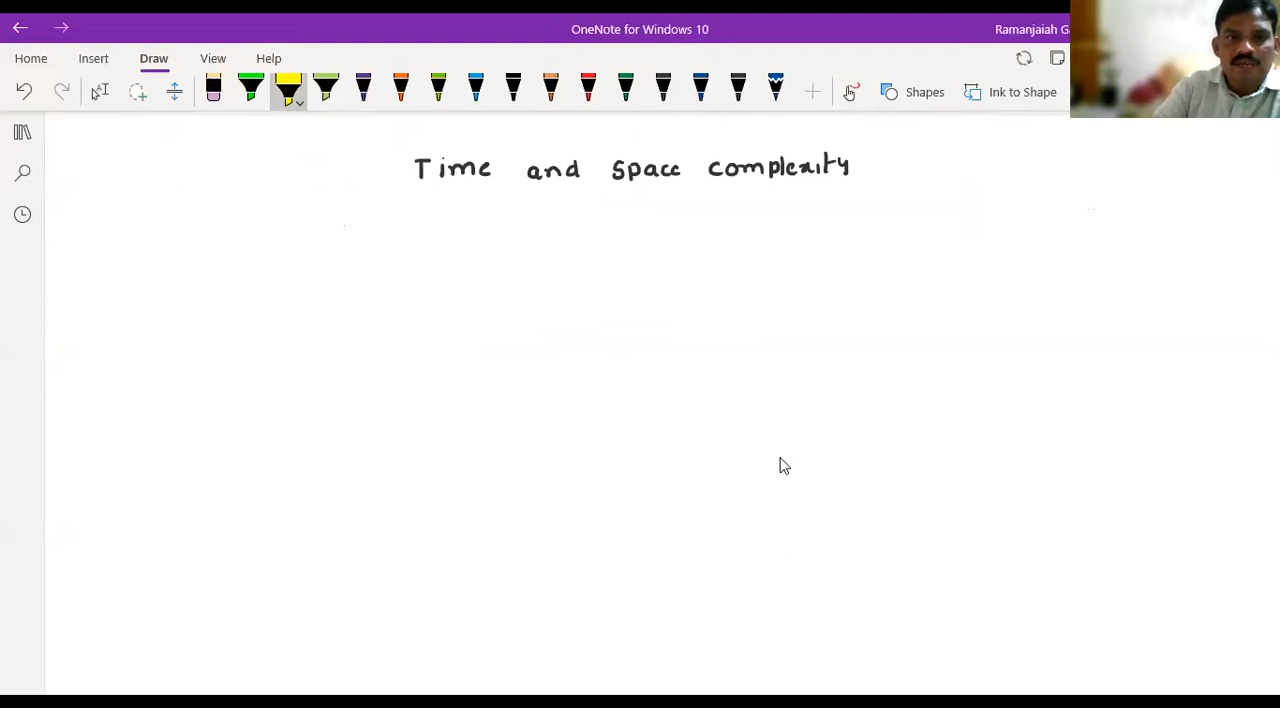 OneNote for Windows 10
Ramanjaiah G
Home Insert Draw View Help
Shapes Ink to Shape
Time and space complexity